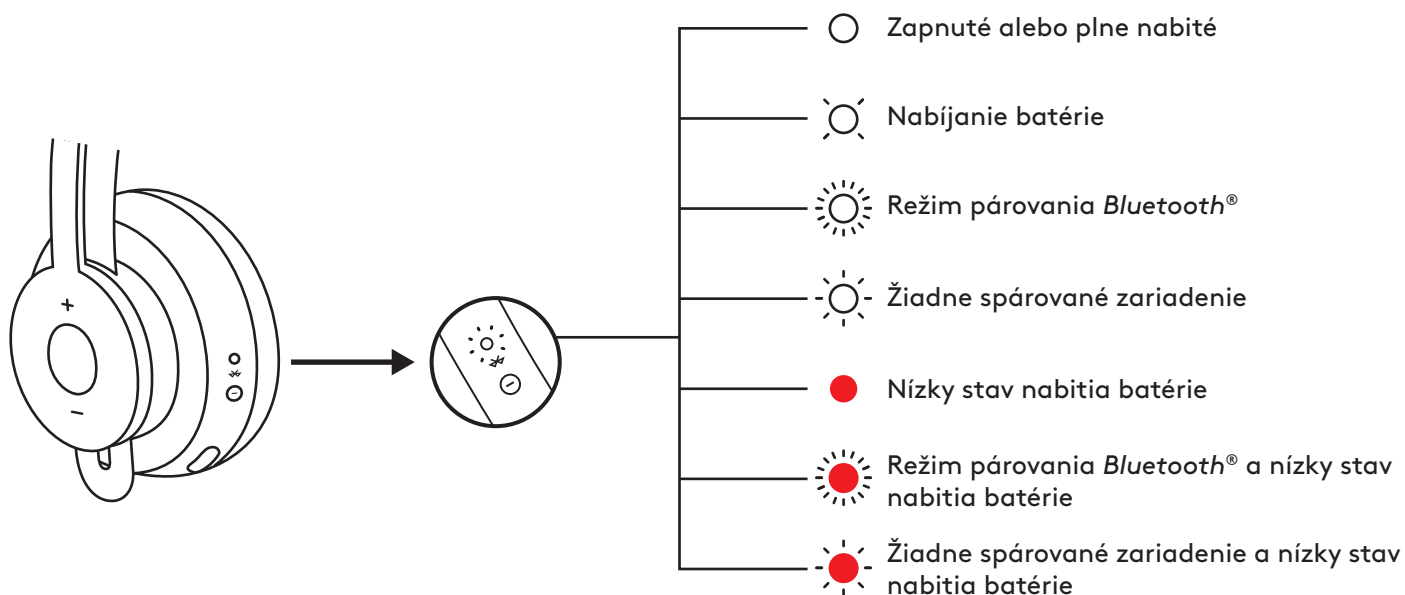 Zapnuté alebo plne nabité
Nabíjanie batérie
Režim párovania Bluetooth®
Žiadne spárované zariadenie
Nízky stav nabitia batérie
Režim párovania Bluetooth® a nízky stav
nabitia batérie
Žiadne spárované zariadenie a nízky stav
nabitia batérie